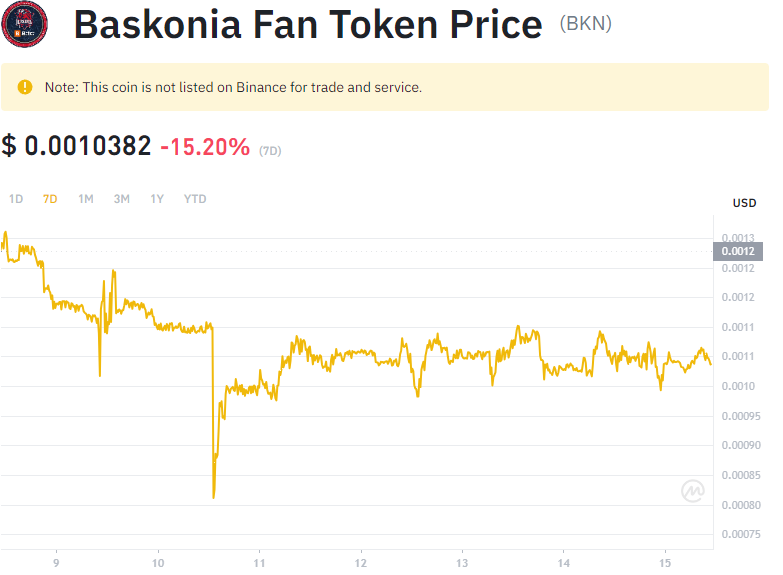 Baskonia Fan Token Price (BKN)
Note: This coin is not listed on Binance for trade and service.
$ 0.0010382 -15.20% (7D)
1D 7D 1M 3M 1Y YTD
USD
0.0013
0.0012
0.0012
0.0012
0.0011
0.0011
0.0010
0.00095
0.00090
0.00085
0.00080
0.00075
9 10 11 12 13 14 15